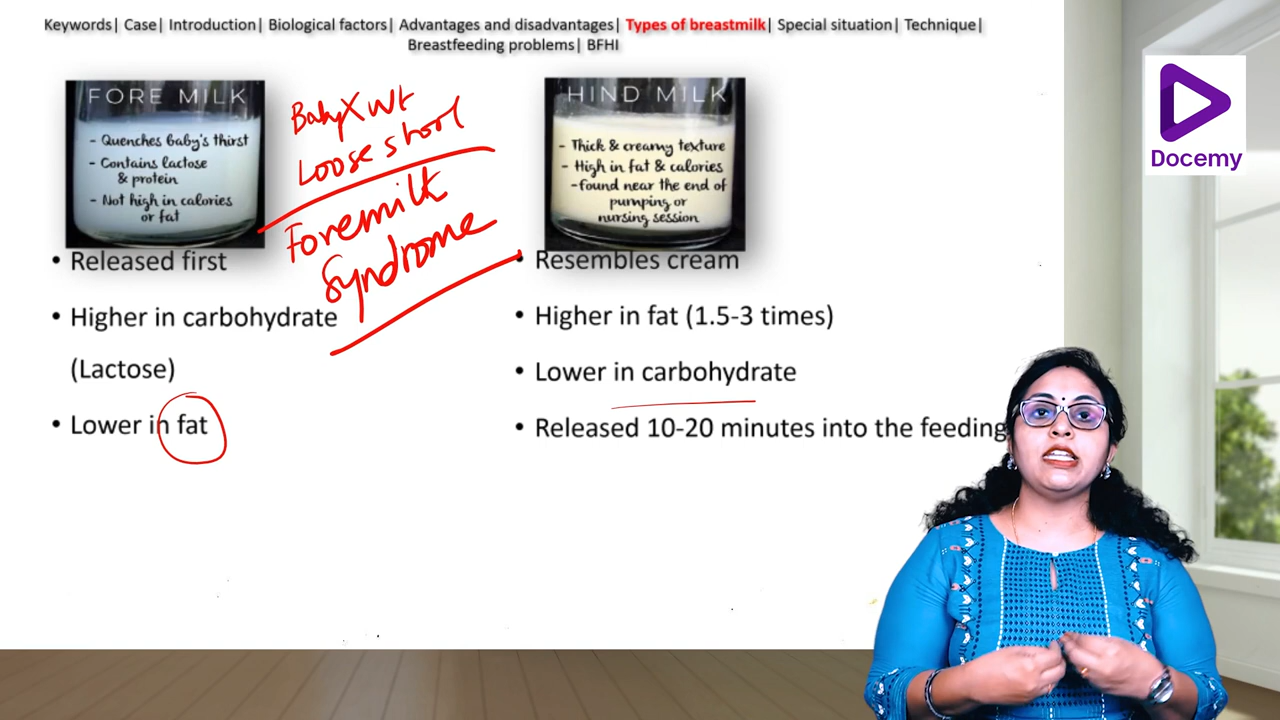 Keywords| Case| Introduction| Biological factors| Advantages and disadvantages| Types of breastmilk| Special situation| Technique|
Breastfeeding problems| BFHI
FORE MILK
- Quenches baby's thirst
- Contains lactose
& protein
- Not high in calories
or fat
Baby X Wt
Loose stool
Foremilk
Syndrome
HIND MILK
- Thick & creamy texture
- High in fat & calories
-found near the end of
pumping or
nursing session
Docemy
• Released first
• Higher in carbohydrate
(Lactose)
• Lower in fat
• Resembles cream
• Higher in fat (1.5-3 times)
• Lower in carbohydrate
• Released 10-20 minutes into the feeding